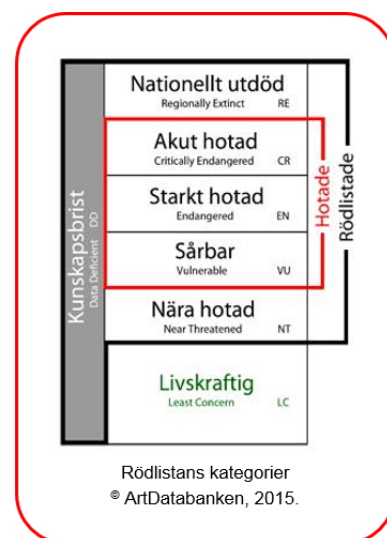 Nationellt utdöd
Regionally Extinct RE
Akut hotad
Critically Endangered CR
Starkt hotad
Endangered EN
Sårbar
Vulnerable VU
Nära hotad
Near Threatened NT
Livskraftig
Least Concern LC
Kunskapsbrist
Data Deficient DD
Hotade
Rödlistade
Rödlistans kategorier
© ArtDatabanken, 2015.